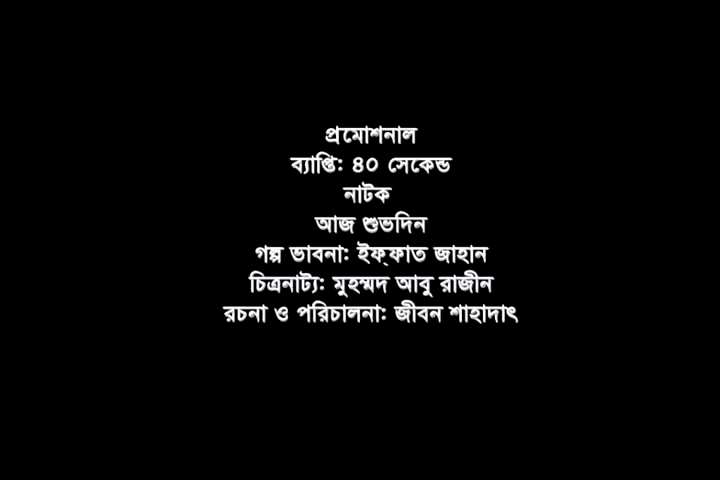 প্রমোশনাল
ব্যাপ্তি: ৪০ সেকেন্ড
নাটক
আজ শুভদিন
গল্প ভাবনা: ইফ্‌ফাত জাহান
চিত্রনাট্য: মুহম্মদ আবু রাজীন
রচনা ও পরিচালনা: জীবন শাহাদাৎ